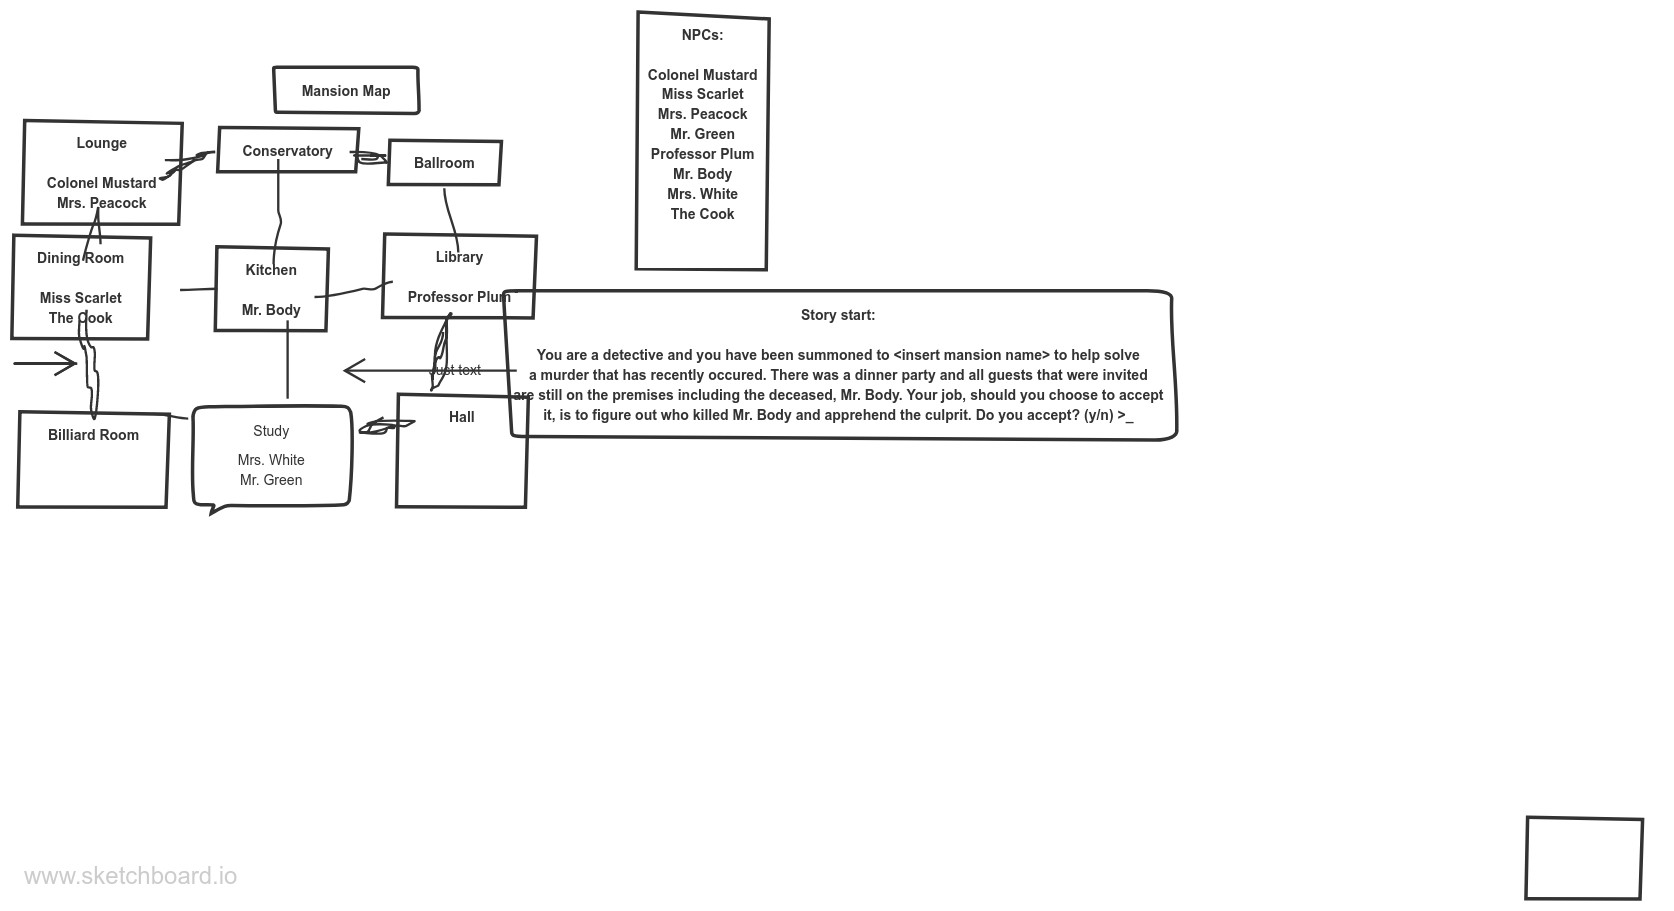 NPCs:
Colonel Mustard
Miss Scarlet
Mrs. Peacock
Mr. Green
Professor Plum
Mr. Body
Mrs. White
The Cook
Mansion Map
Lounge
Colonel Mustard
Mrs. Peacock
Conservatory
Ballroom
Dining Room
Miss Scarlet
The Cook
Kitchen
Mr. Body
Library
Professor Plum
Story start:
You are a detective and you have been summoned to <insert mansion name> to help solve
a murder that has recently occured. There was a dinner party and all guests that were invited
are still on the premises including the deceased, Mr. Body. Your job, should you choose to accept
it, is to figure out who killed Mr. Body and apprehend the culprit. Do you accept? (y/n) >_
Just text
Billiard Room
Study
Mrs. White
Mr. Green
Hall
www.sketchboard.io